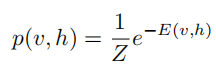 p(v,h) = \frac{1}{Z} e^{-E(v,h)}